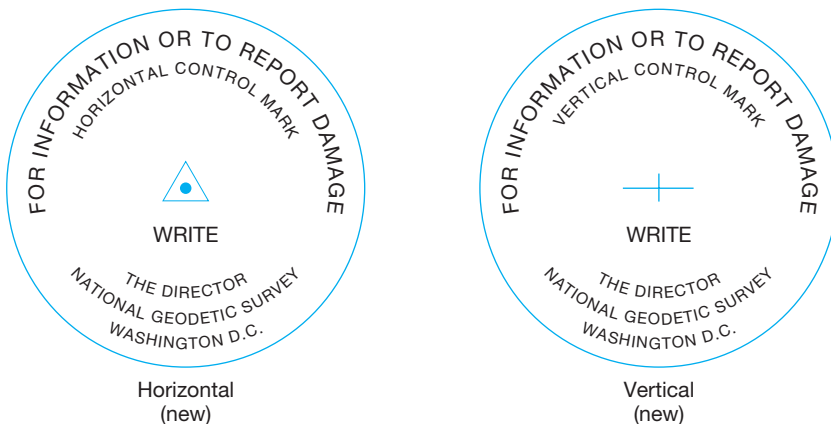 FOR INFORMATION OR TO REPORT DAMAGE
HORIZONTAL CONTROL MARK
WRITE
THE DIRECTOR
NATIONAL GEODETIC SURVEY
WASHINGTON D.C.
Horizontal
(new)
FOR INFORMATION OR TO REPORT DAMAGE
VERTICAL CONTROL MARK
WRITE
THE DIRECTOR
NATIONAL GEODETIC SURVEY
WASHINGTON D.C.
Vertical
(new)